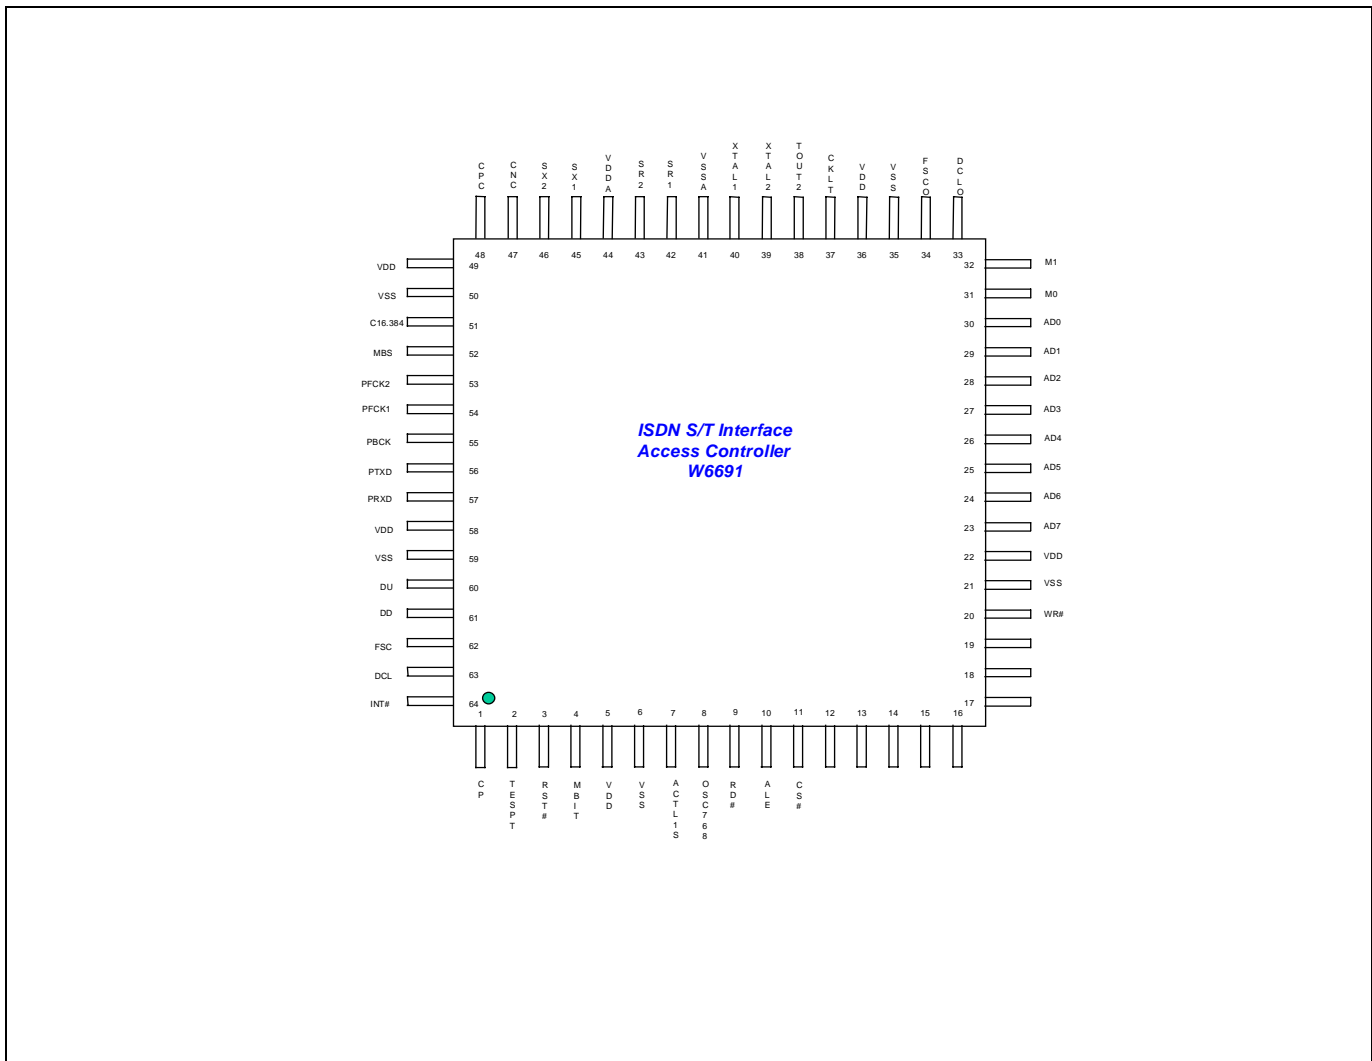 CPC
CNC
SX2
SX1
VDDA
SR2
SR1
VSSA
XTAL1
XTAL2
TOUT2
CKLT
VDD
VSS
FSCO
DCLO
48 47 46 45 44 43 42 41 40 39 38 37 36 35 34 33
VDD 49 32 M1
VSS 50 31 M0
C16.384 51 30 AD0
MBS 52 29 AD1
PFCK2 53 28 AD2
PFCK1 54 27 AD3
ISDN S/T Interface
Access Controller
W6691
PBCK 55 26 AD4
PTXD 56 25 AD5
PRXD 57 24 AD6
VDD 58 23 AD7
VSS 59 22 VDD
DU 60 21 VSS
DD 61 20 WR#
FSC 62 19
DCL 63 18
INT# 64 17
1 2 3 4 5 6 7 8 9 10 11 12 13 14 15 16
CP
TESPT
RST#
MBIT
VDD
VSS
ACTL1S
OSC768
RD#
ALE
CS#